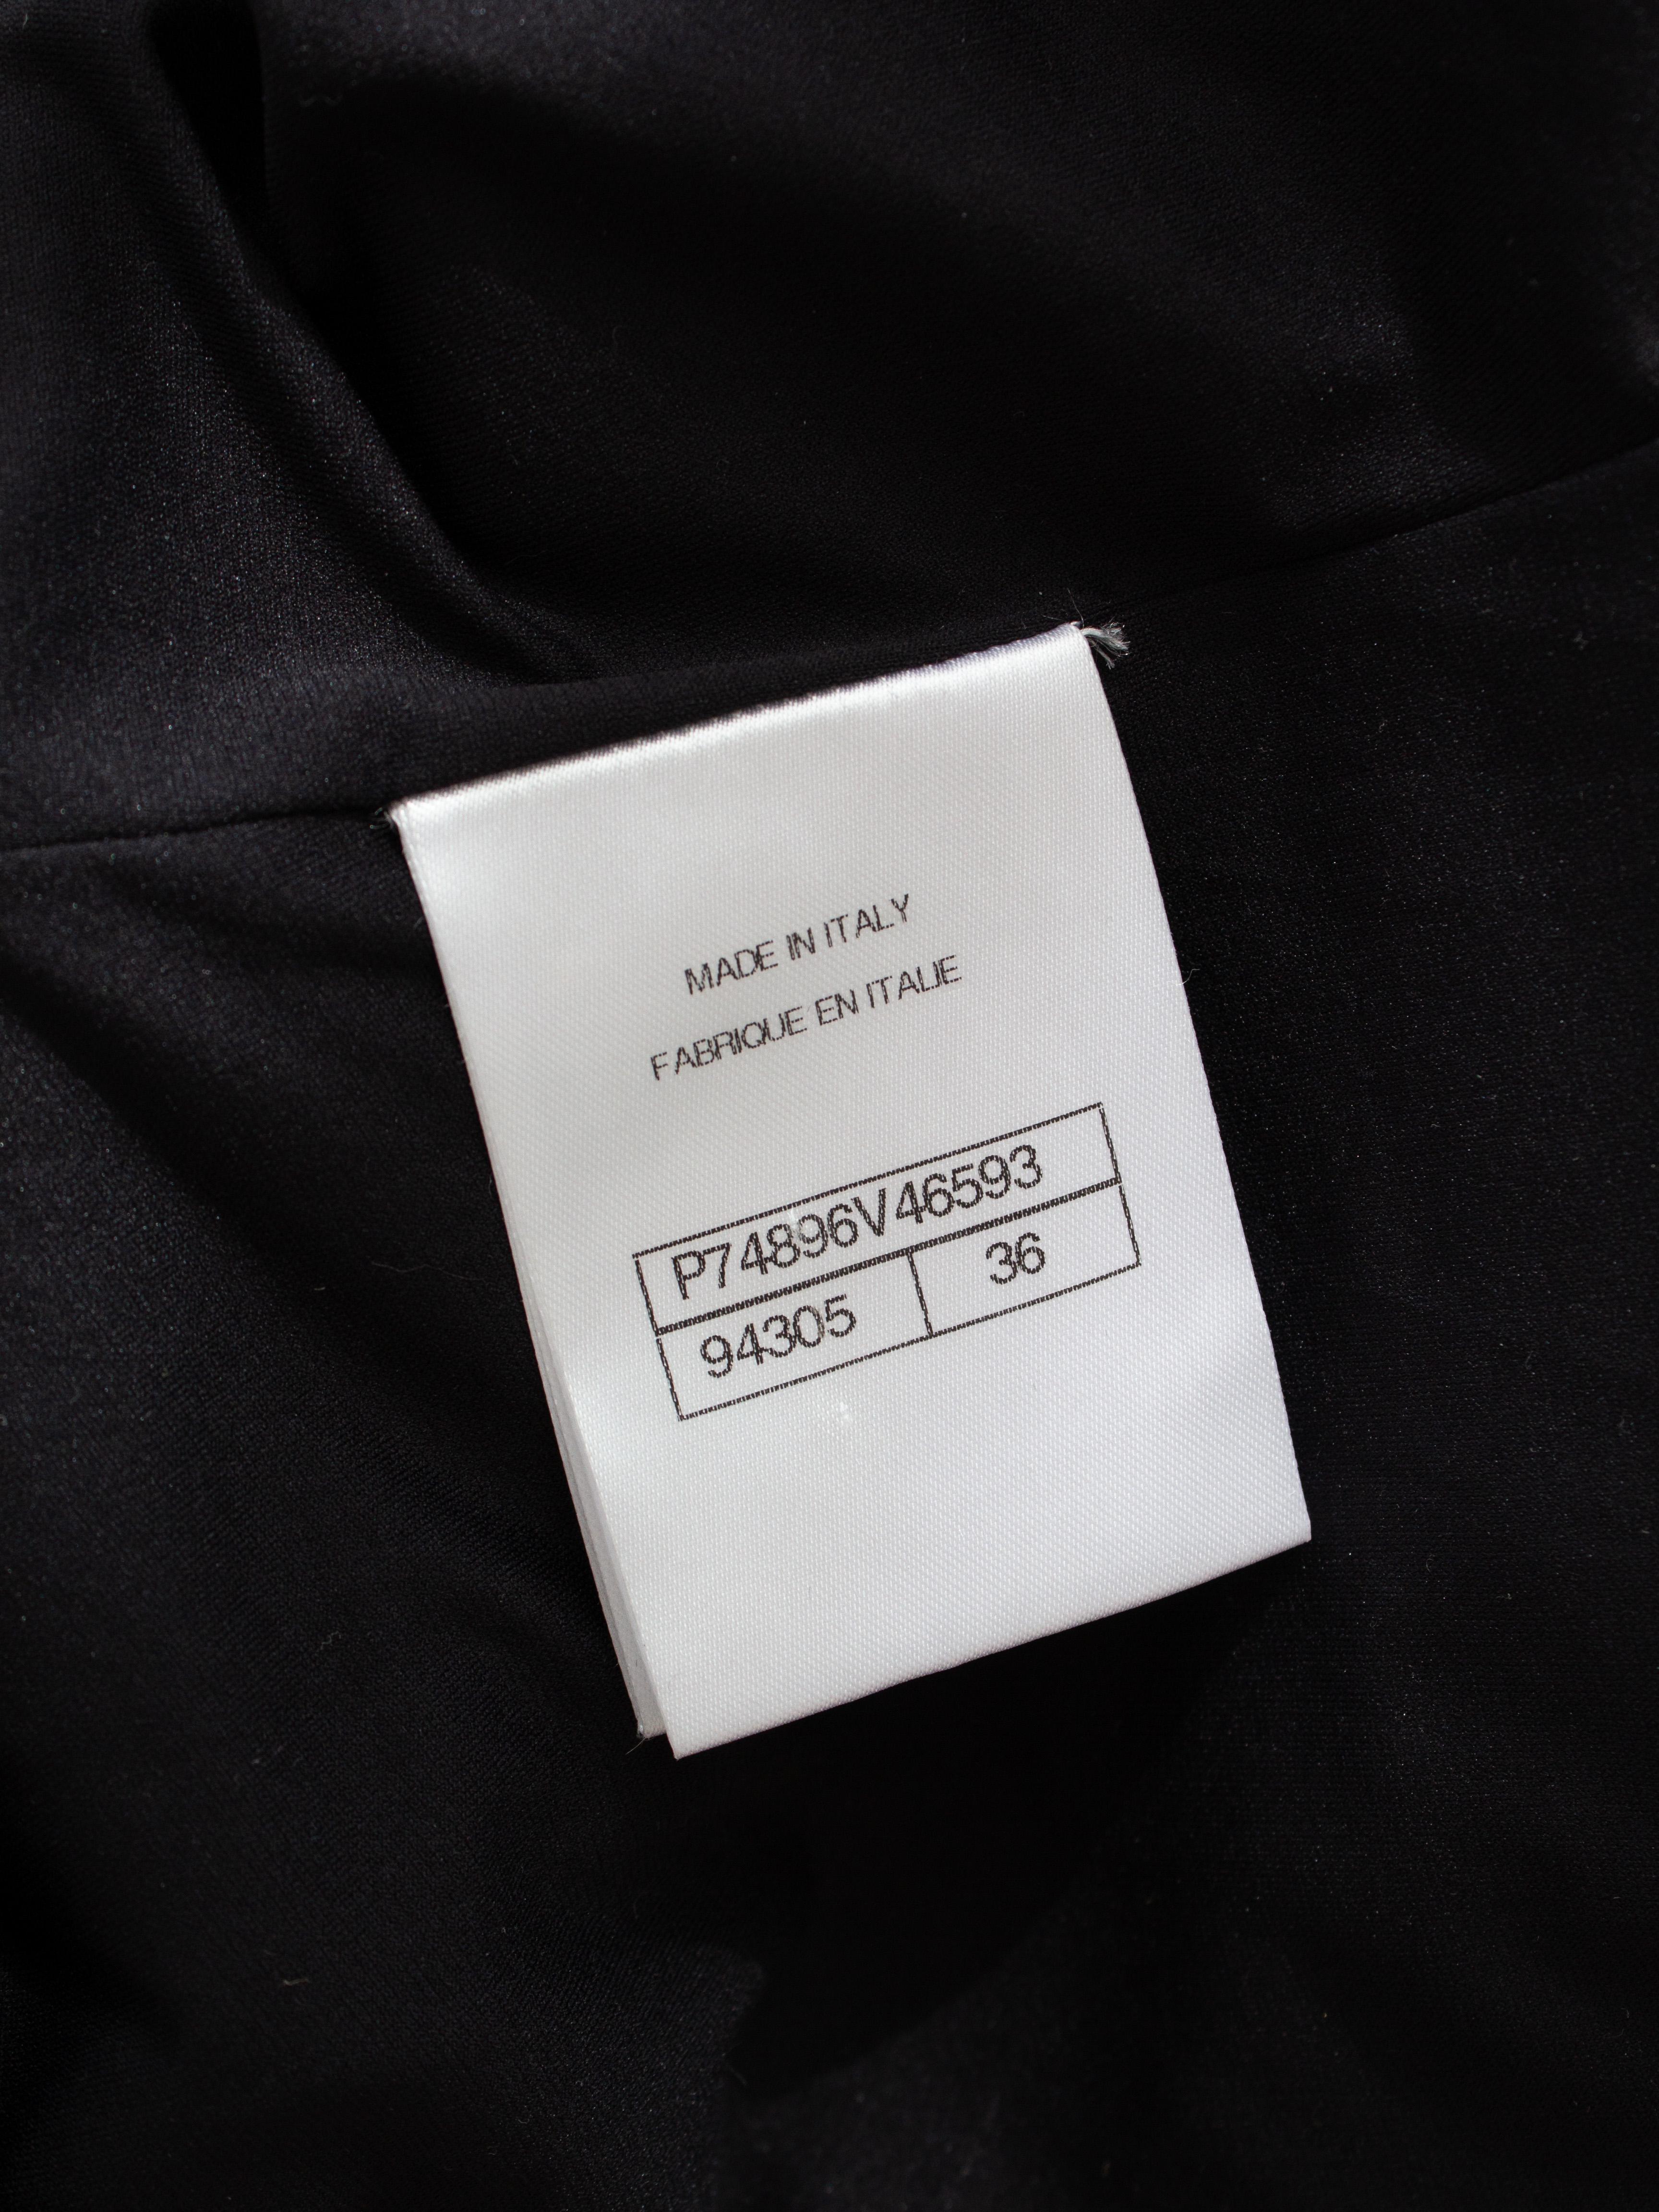 MADE IN ITALY
FABRIQUE EN ITALIE
P74896V46593
94305 36